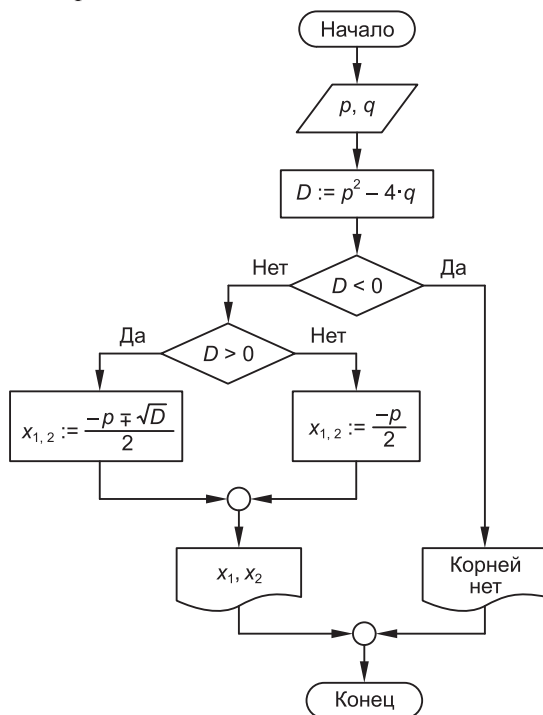 Начало
p, q
D := p² – 4·q
Нет
D < 0
Да
Да
D > 0
Нет
x₁, ₂ := (–p ∓ √D)/2
x₁, ₂ := –p/2
x₁, x₂
Корней
нет
Конец